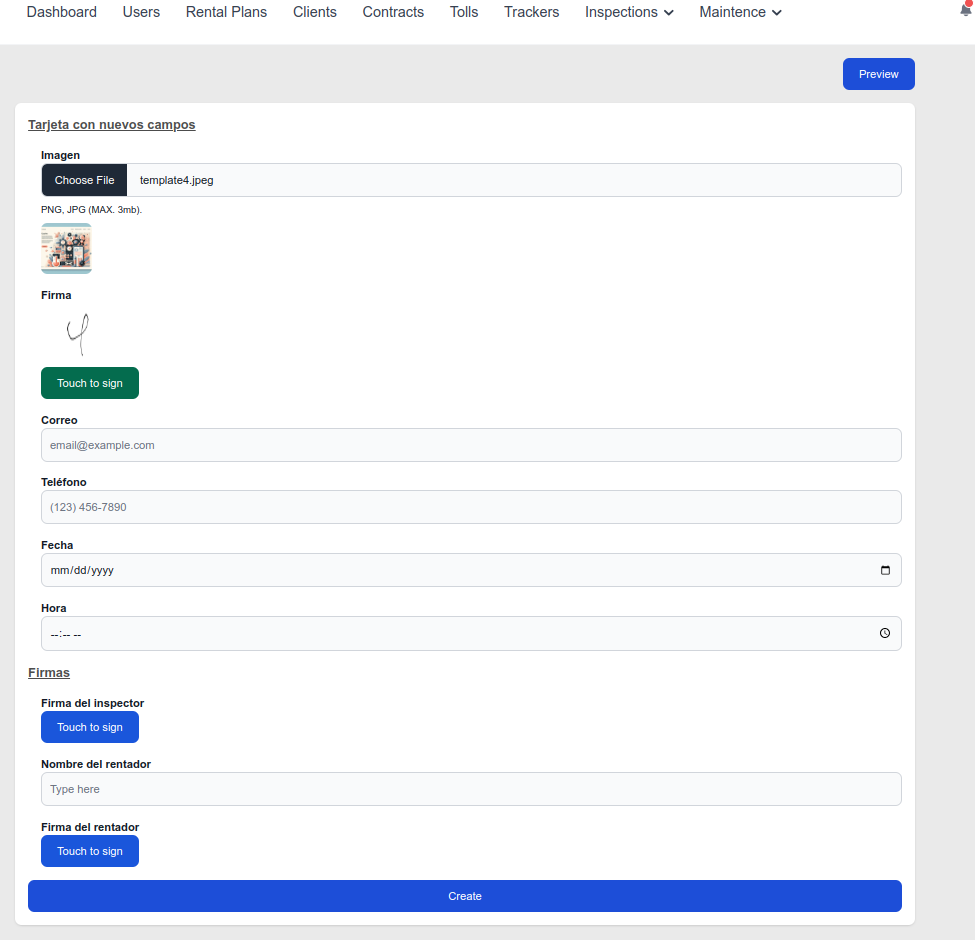 Dashboard Users Rental Plans Clients Contracts Tolls Trackers Inspections Maintence
Preview
Tarjeta con nuevos campos
Imagen
Choose File template4.jpeg
PNG, JPG (MAX. 3mb).
Firma
Touch to sign
Correo
email@example.com
Teléfono
(123) 456-7890
Fecha
mm/dd/yyyy
Hora
--:-- --
Firmas
Firma del inspector
Touch to sign
Nombre del rentador
Type here
Firma del rentador
Touch to sign
Create